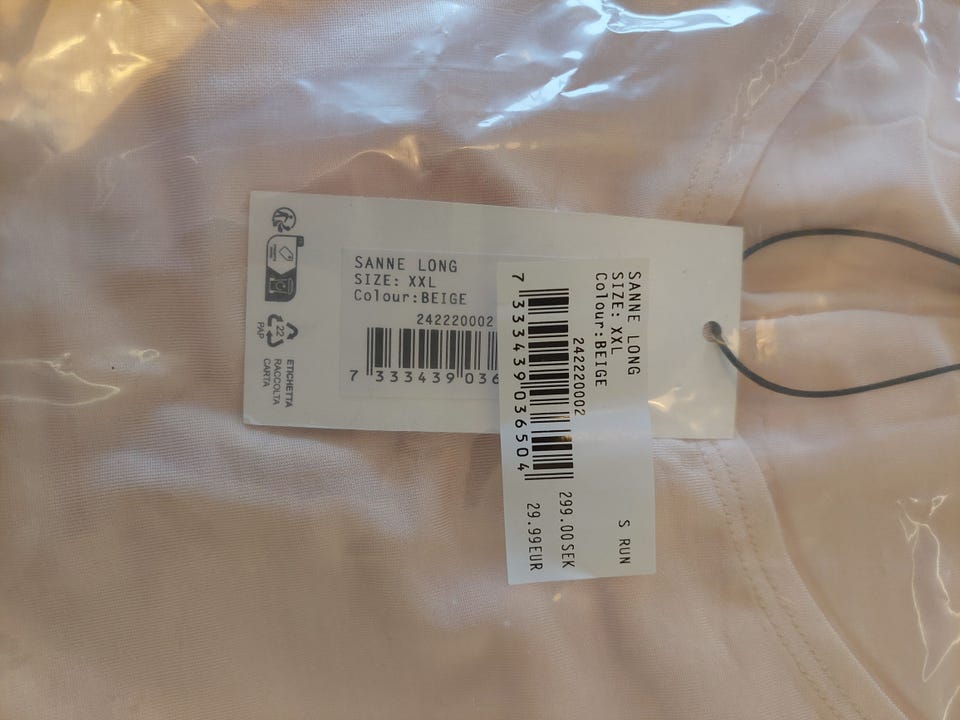 SANNE LONG
SIZE: XXL
Colour:BEIGE
242220002
7 333439 036
22
PAP
ETICHETTA
RACCOLTA
CARTA
SANNE LONG
SIZE: XXL
Colour:BEIGE
242220002
7 333439 036504
S RUN
299.00SEK
29.99EUR